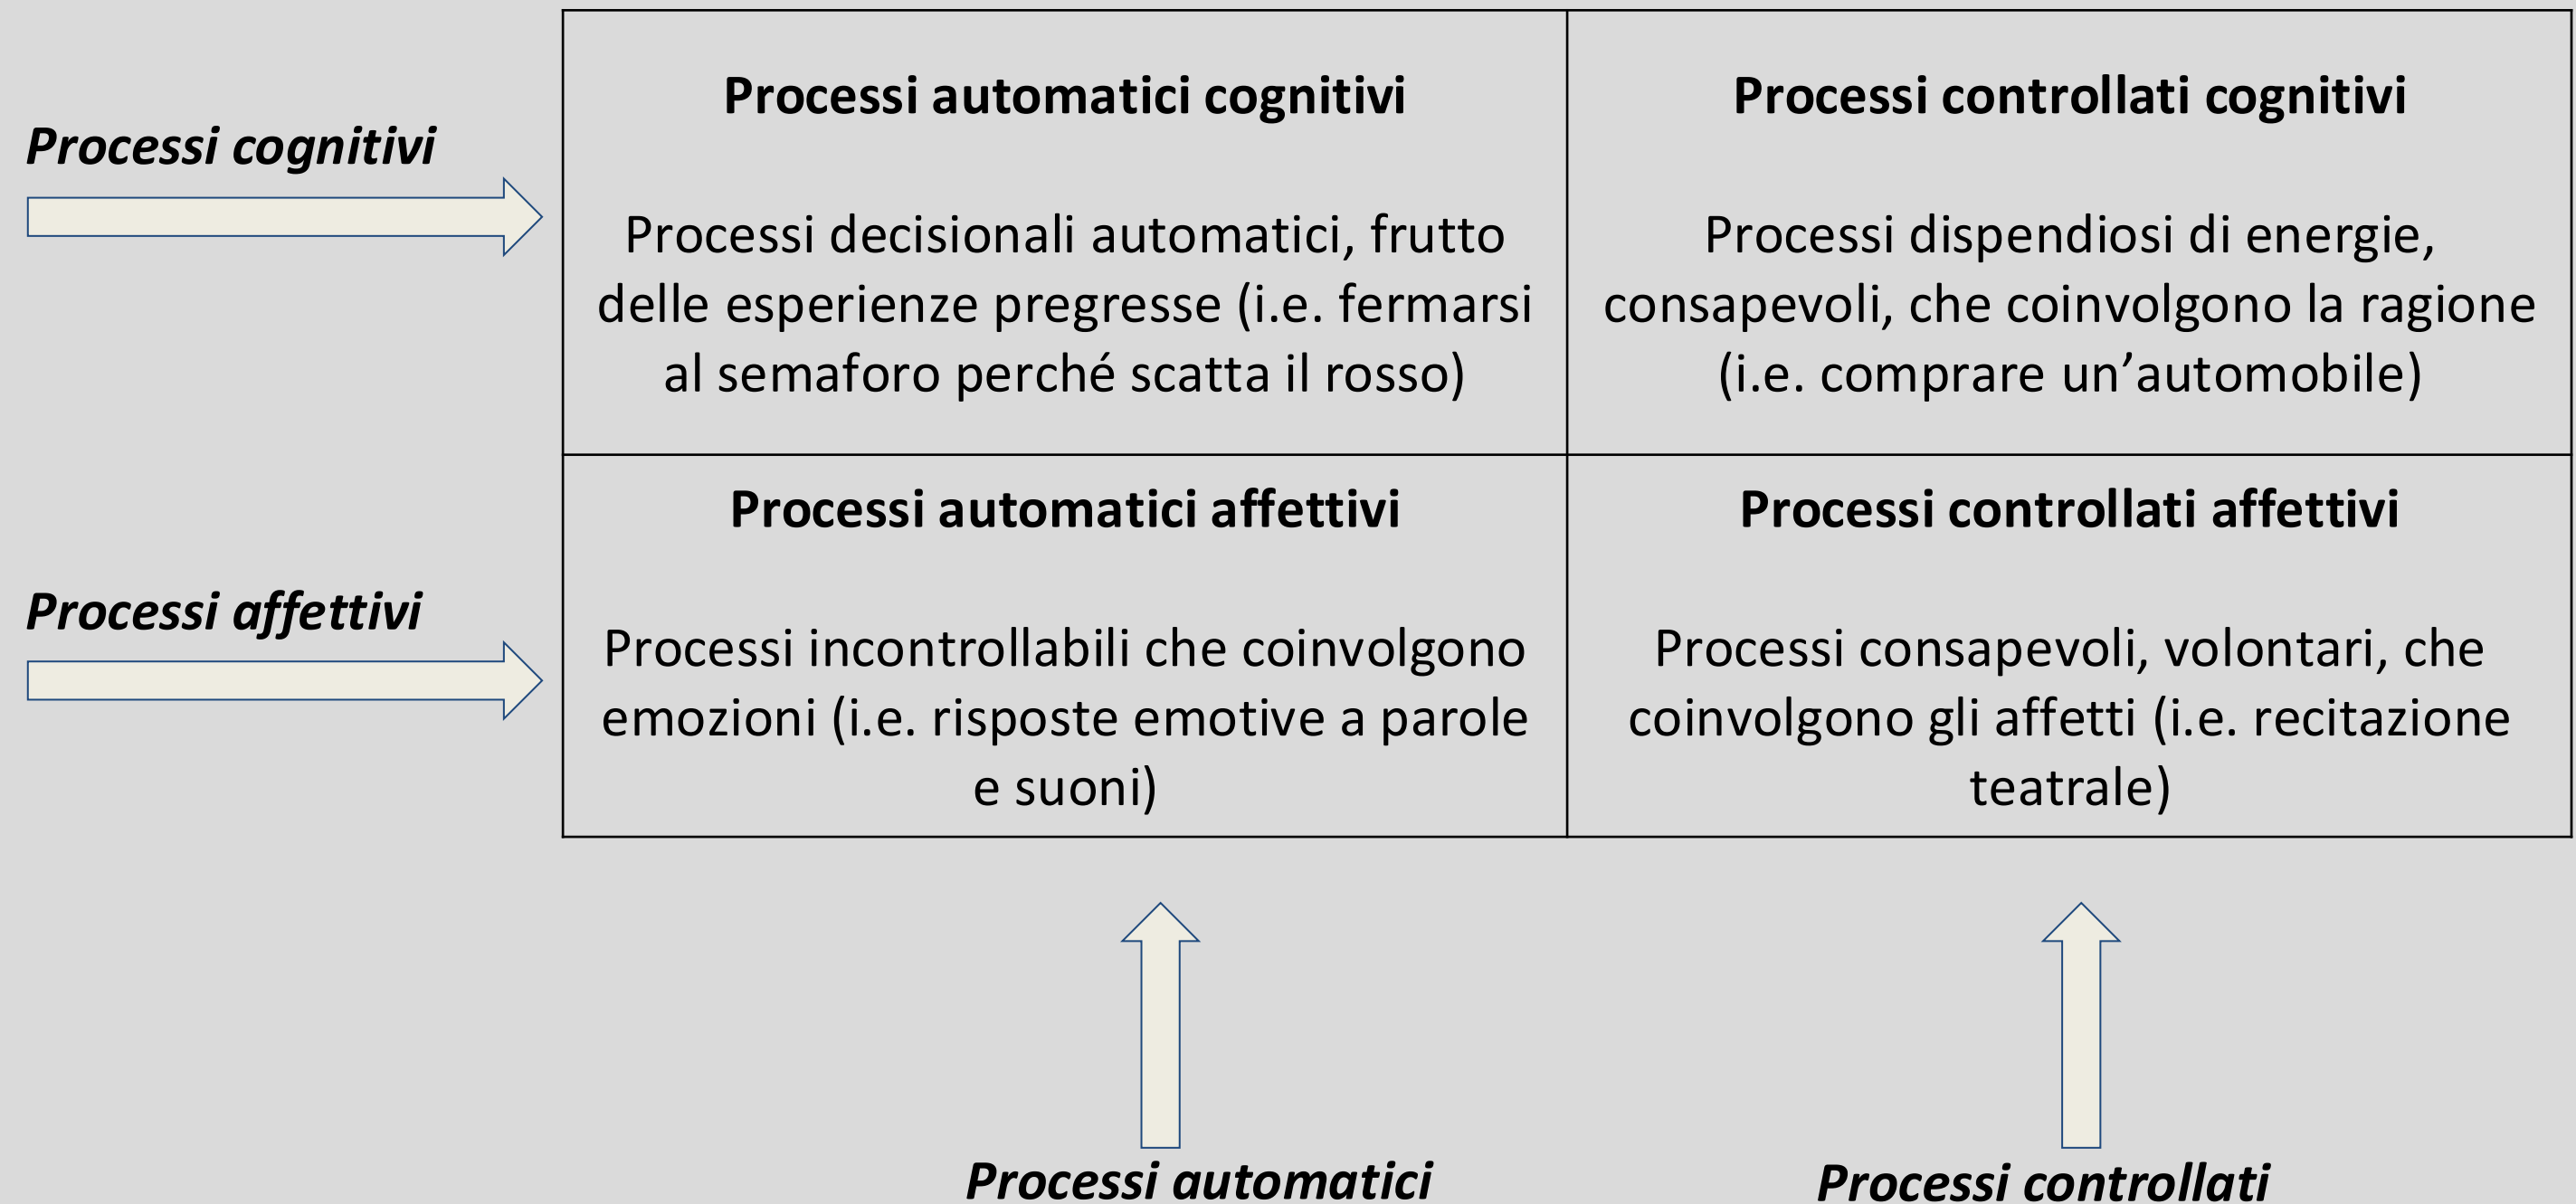 Processi cognitivi
Processi automatici cognitivi
Processi decisionali automatici, frutto
delle esperienze pregresse (i.e. fermarsi
al semaforo perché scatta il rosso)
Processi controllati cognitivi
Processi dispendiosi di energie,
consapevoli, che coinvolgono la ragione
(i.e. comprare un’automobile)
Processi affettivi
Processi automatici affettivi
Processi incontrollabili che coinvolgono
emozioni (i.e. risposte emotive a parole
e suoni)
Processi controllati affettivi
Processi consapevoli, volontari, che
coinvolgono gli affetti (i.e. recitazione
teatrale)
Processi automatici
Processi controllati